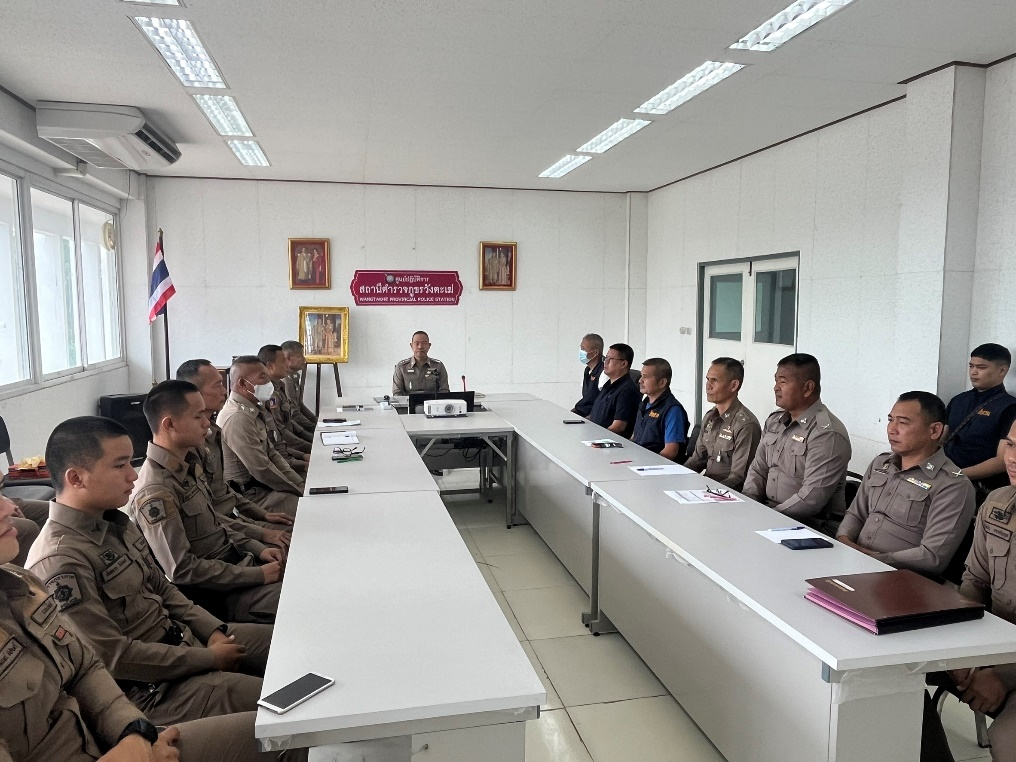 ศูนย์ปฏิบัติการ
สถานีตำรวจภูธรวังตะเฆ่
WANGTAKHE PROVINCIAL POLICE STATION